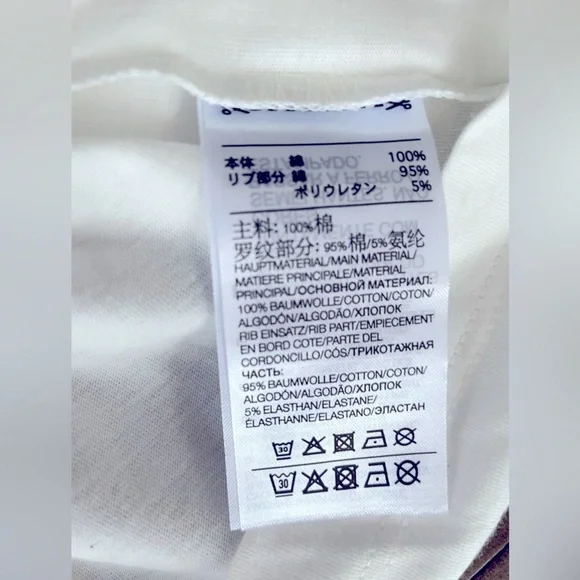 本体 綿 100%
リブ部分 綿 95%
ポリウレタン 5%
主料: 100%棉
罗纹部分: 95%棉/5%氨纶
HAUPTMATERIAL/MAIN MATERIAL/
MATIERE PRINCIPALE/MATERIAL
PRINCIPAL/ОСНОВНОЙ МАТЕРИАЛ:
100% BAUMWOLLE/COTTON/COTON/
ALGODÓN/ALGODÃO/ХЛОПОК
RIB EINSATZ/RIB PART/EMPIECEMENT
EN BORD COTE/PARTE DEL
CORDONCILLO/CÓS/ТРИКОТАЖНАЯ
ЧАСТЬ:
95% BAUMWOLLE/COTTON/COTON/
ALGODÓN/ALGODÃO/ХЛОПОК
5% ELASTHAN/ELASTANE/
ÉLASTHANNE/ELASTANO/ЭЛАСТАН
30
30